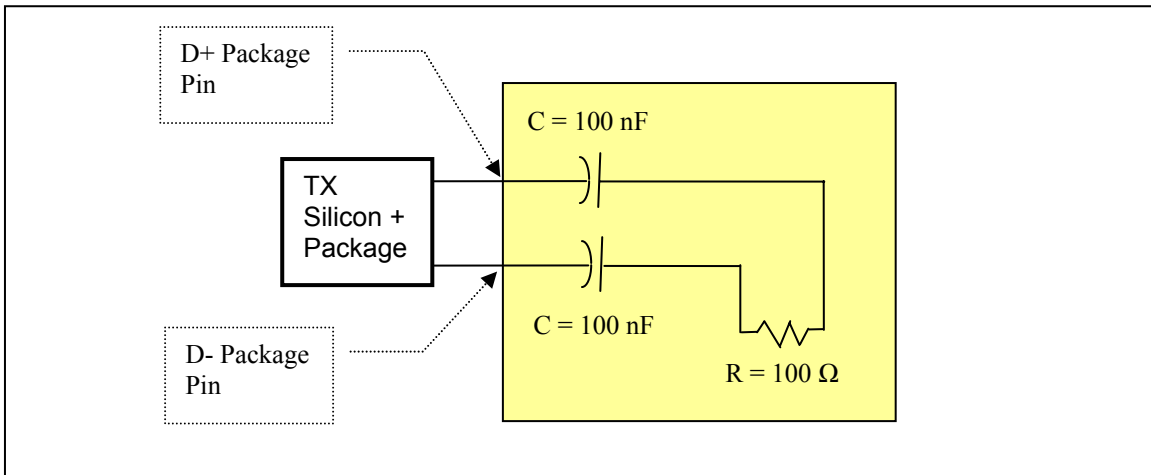 D+ Package
Pin
C = 100 nF
TX
Silicon +
Package
C = 100 nF
D- Package
Pin
R = 100 Ω